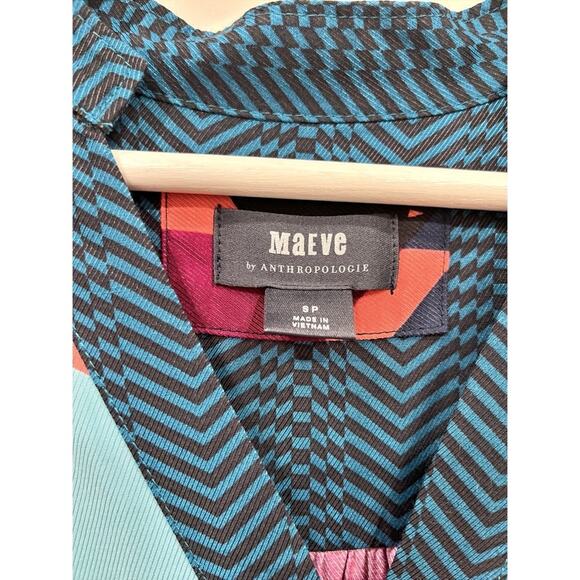 MaEve
by ANTHROPOLOGIE
SP
MADE IN
VIETNAM